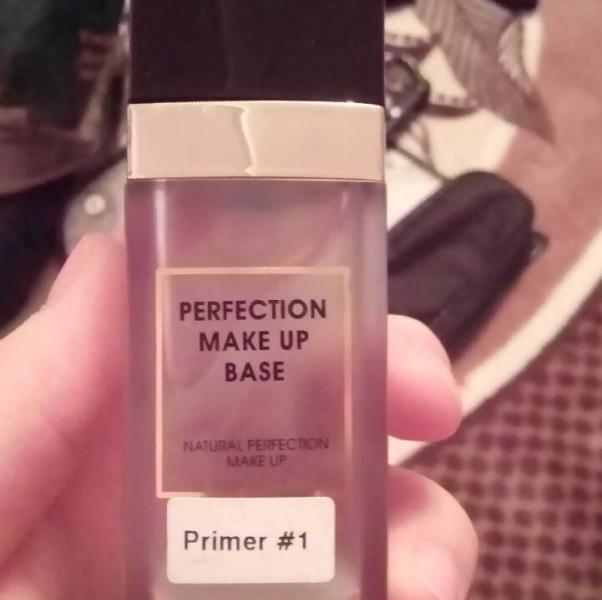 PERFECTION
MAKE UP
BASE
NATURAL PERFECTION
MAKE UP
Primer #1